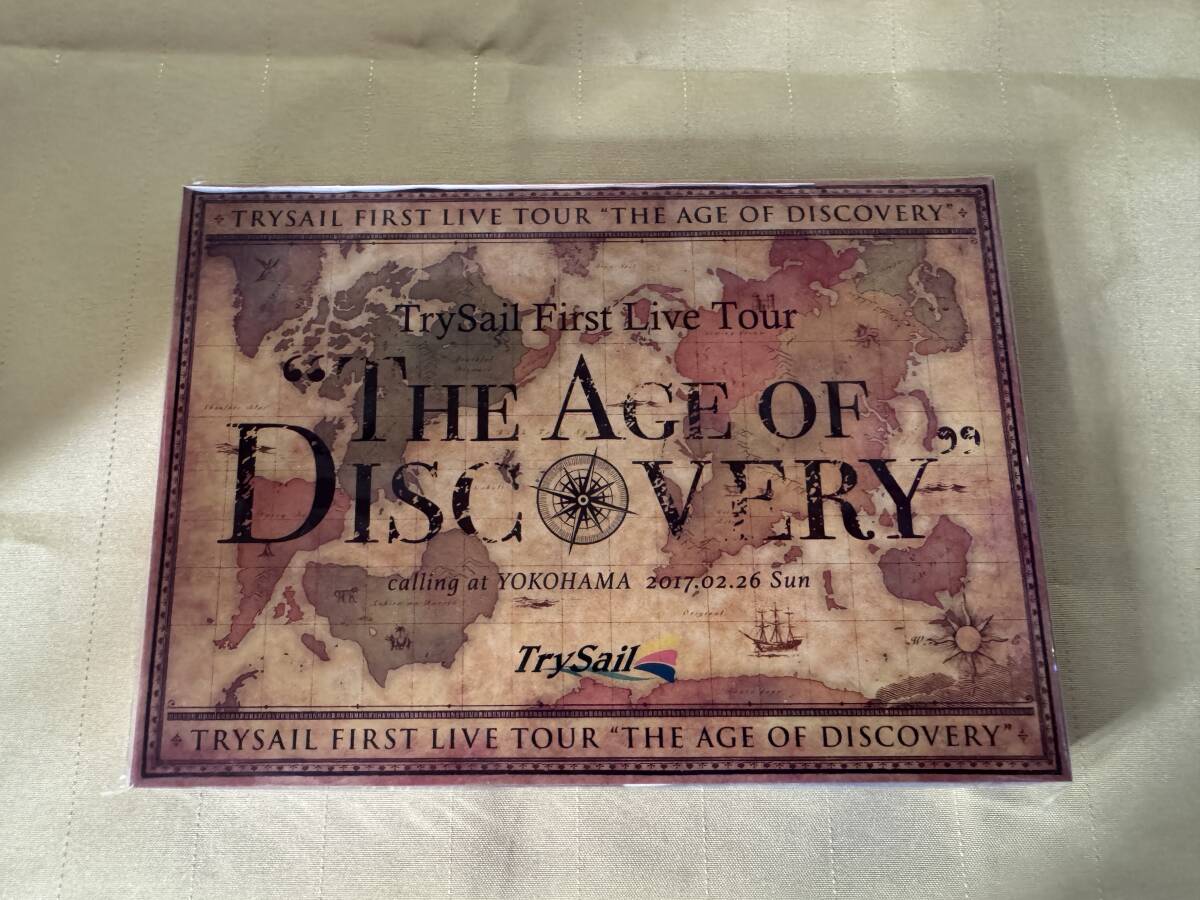 TRYSAIL FIRST LIVE TOUR “THE AGE OF DISCOVERY”
TrySail First Live Tour
“THE AGE OF
DISCOVERY”
calling at YOKOHAMA 2017.02.26 Sun
TrySail
TRYSAIL FIRST LIVE TOUR “THE AGE OF DISCOVERY”